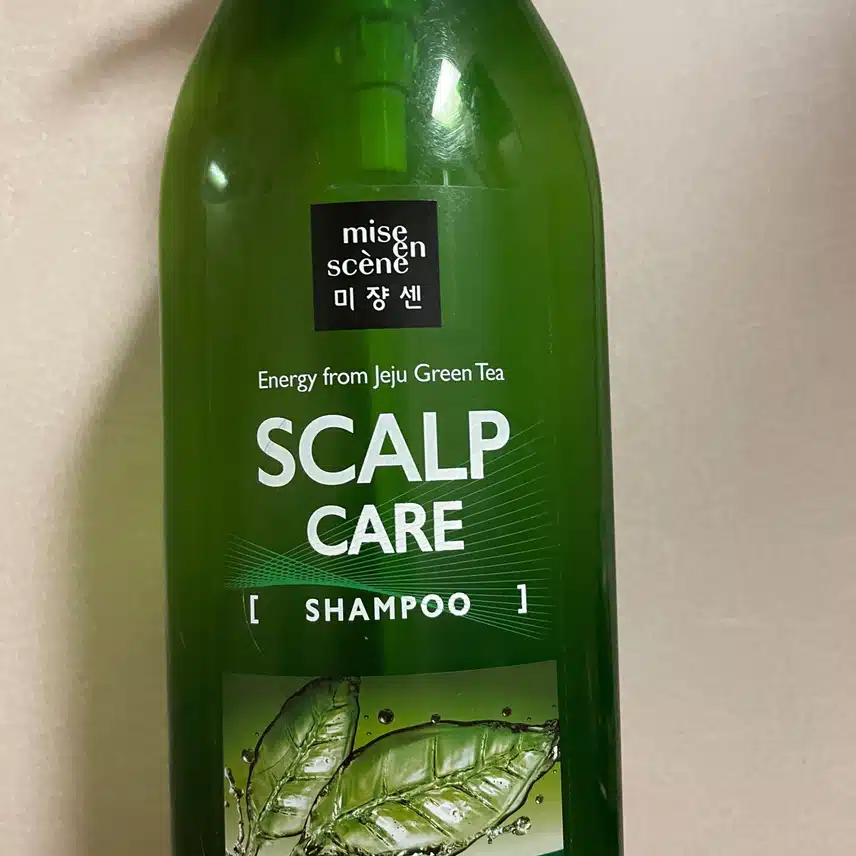 mise
en
scène
미쟝센
Energy from Jeju Green Tea
SCALP
CARE
[ SHAMPOO ]